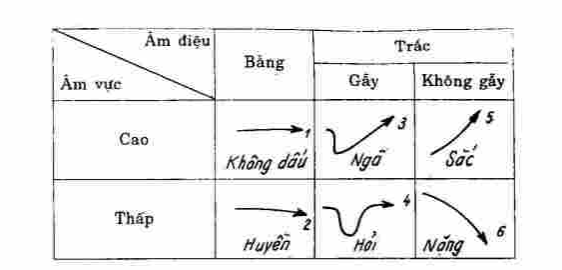 Âm điệu
Âm vực
Bằng
Trắc
Gẫy
Không gẫy
Cao
1
Không dấu
3
Ngã
5
Sắc
Thấp
2
Huyền
4
Hỏi
6
Nặng